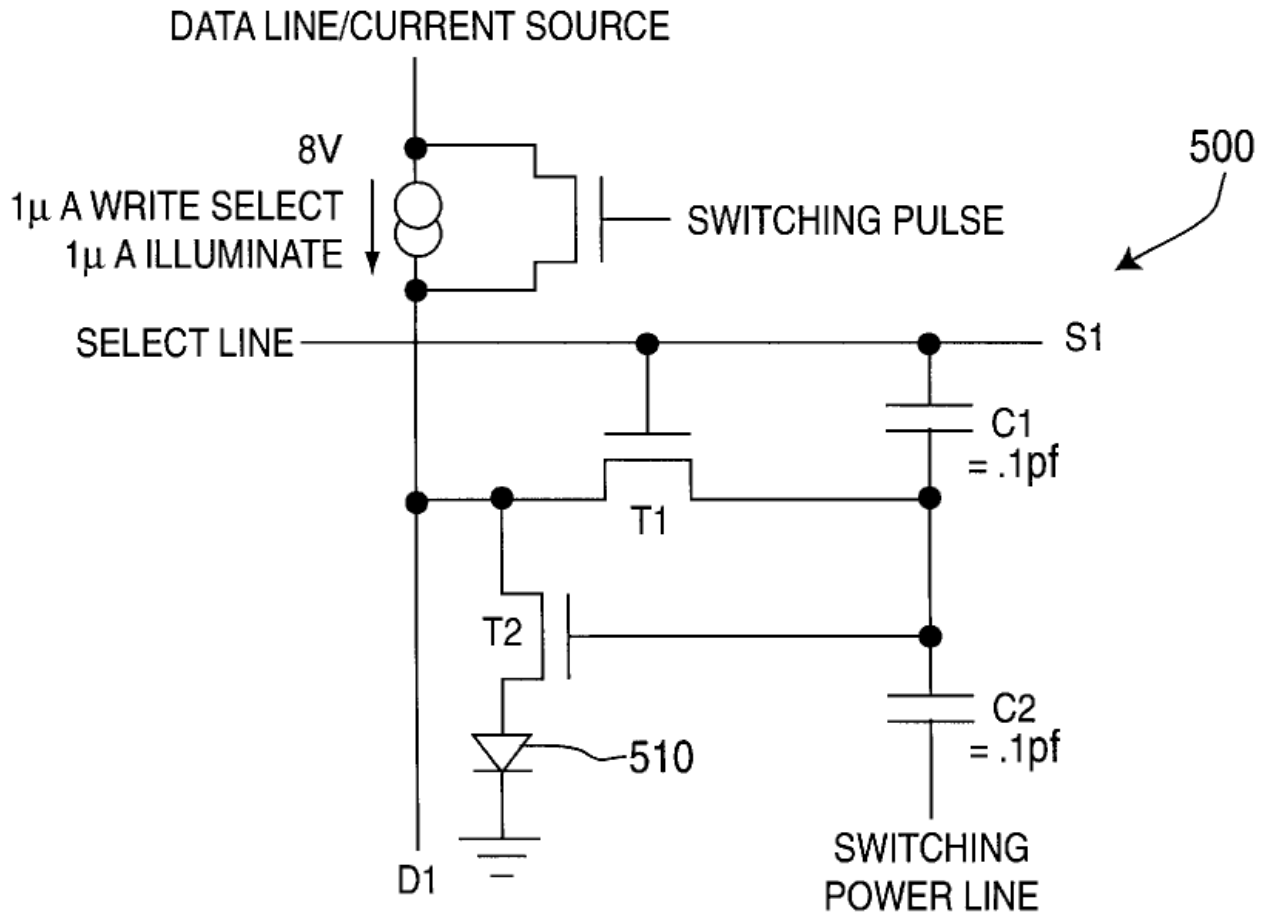 DATA LINE/CURRENT SOURCE
8V
500
1μ A WRITE SELECT
1μ A ILLUMINATE
SWITCHING PULSE
SELECT LINE
S1
C1
= .1pf
T1
T2
C2
= .1pf
510
D1
SWITCHING
POWER LINE